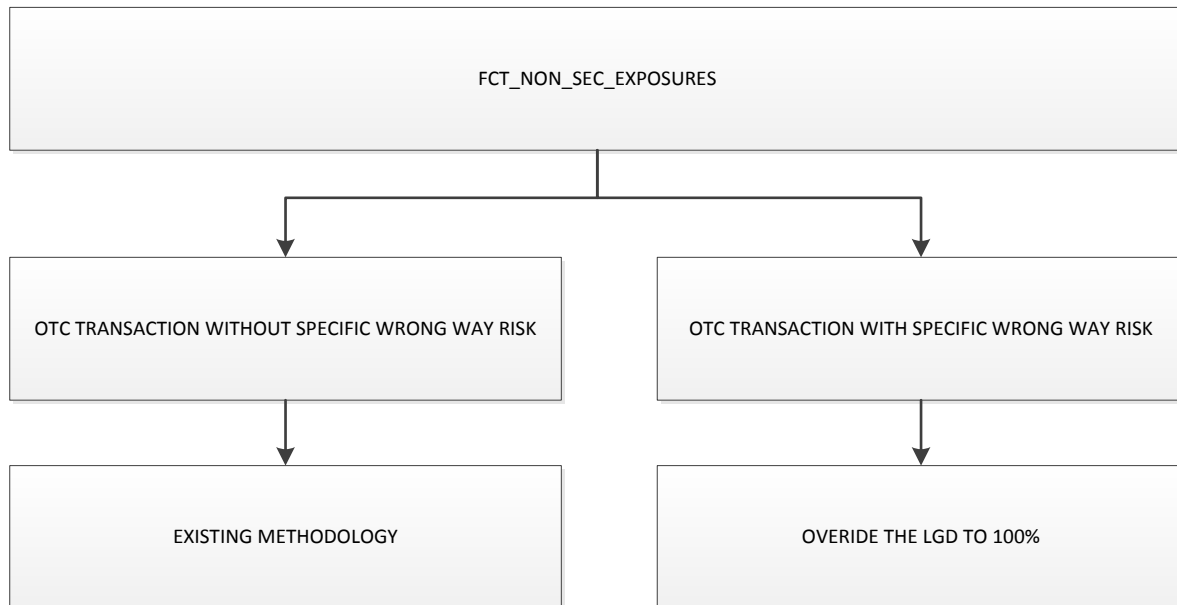 FCT_NON_SEC_EXPOSURES
OTC TRANSACTION WITHOUT SPECIFIC WRONG WAY RISK
OTC TRANSACTION WITH SPECIFIC WRONG WAY RISK
EXISTING METHODOLOGY
OVERIDE THE LGD TO 100%